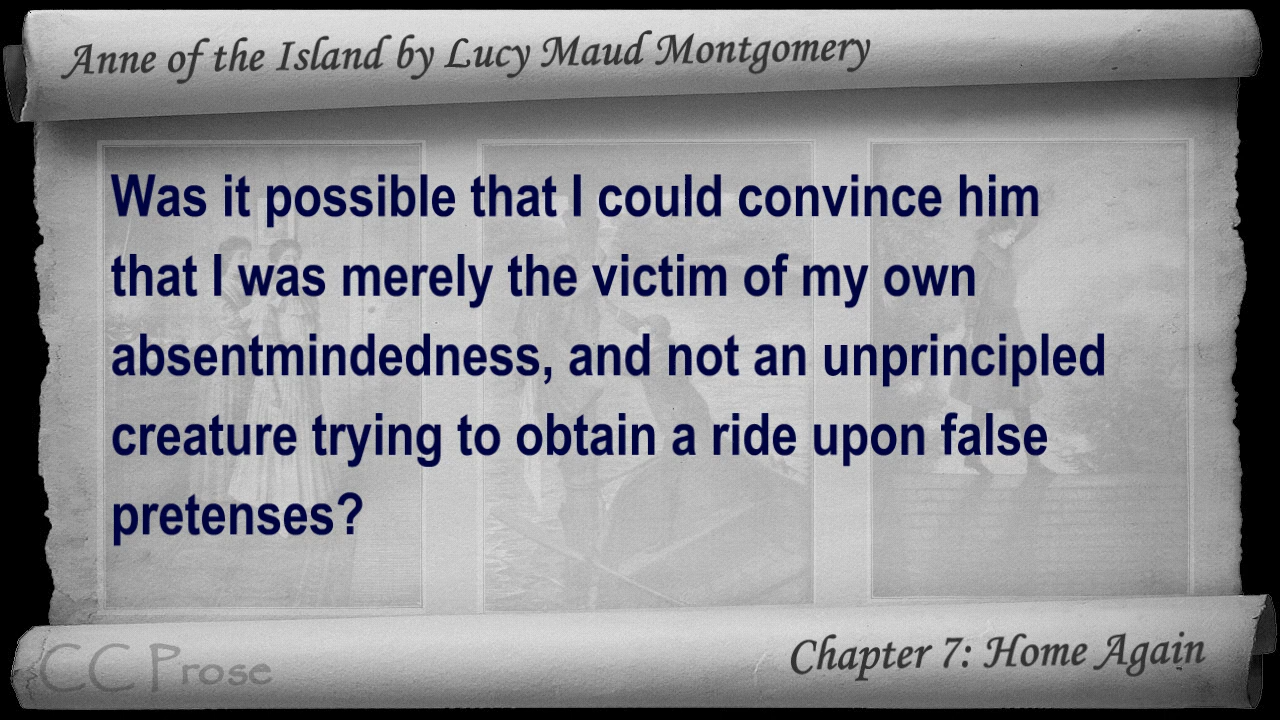 Anne of the Island by Lucy Maud Montgomery
Was it possible that I could convince him
that I was merely the victim of my own
absentmindedness, and not an unprincipled
creature trying to obtain a ride upon false
pretenses?
CC Prose
Chapter 7: Home Again